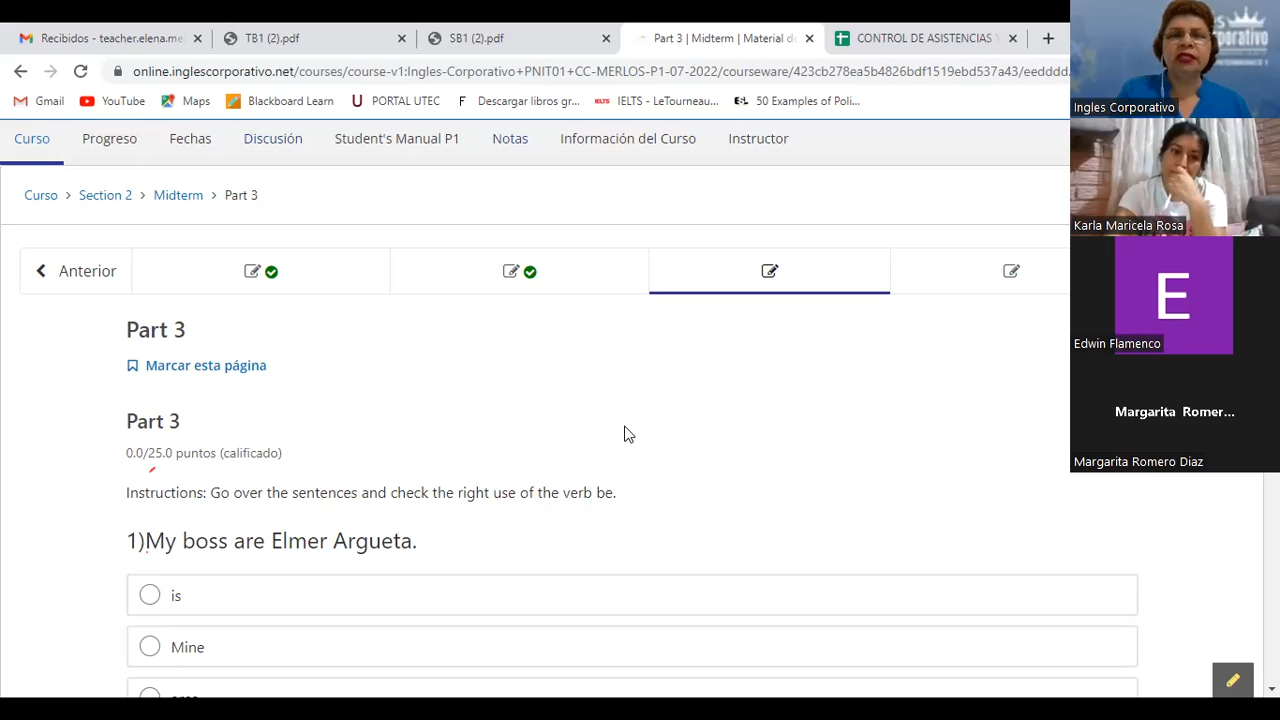 Recibidos - teacher.elena.me
TB1 (2).pdf
SB1 (2).pdf
Part 3 | Midterm | Material de
CONTROL DE ASISTENCIAS
online.inglescorporativo.net/courses/course-v1:Ingles-Corporativo+PNIT01+CC-MERLOS-P1-07-2022/courseware/423cb278ea5b4826bdf1519ebd537a43/eedddd.
Gmail
YouTube
Maps
Blackboard Learn
PORTAL UTEC
Descargar libros gr...
IELTS - LeTourneau...
50 Examples of Poli...
Curso
Progreso
Fechas
Discusión
Student's Manual P1
Notas
Información del Curso
Instructor
Curso > Section 2 > Midterm > Part 3
Anterior
Part 3
Marcar esta página
Part 3
0.0/25.0 puntos (calificado)
Instructions: Go over the sentences and check the right use of the verb be.
1)My boss are Elmer Argueta.
is
Mine
Ingles Corporativo
Karla Maricela Rosa
E
Edwin Flamenco
Margarita Romer...
Margarita Romero Diaz